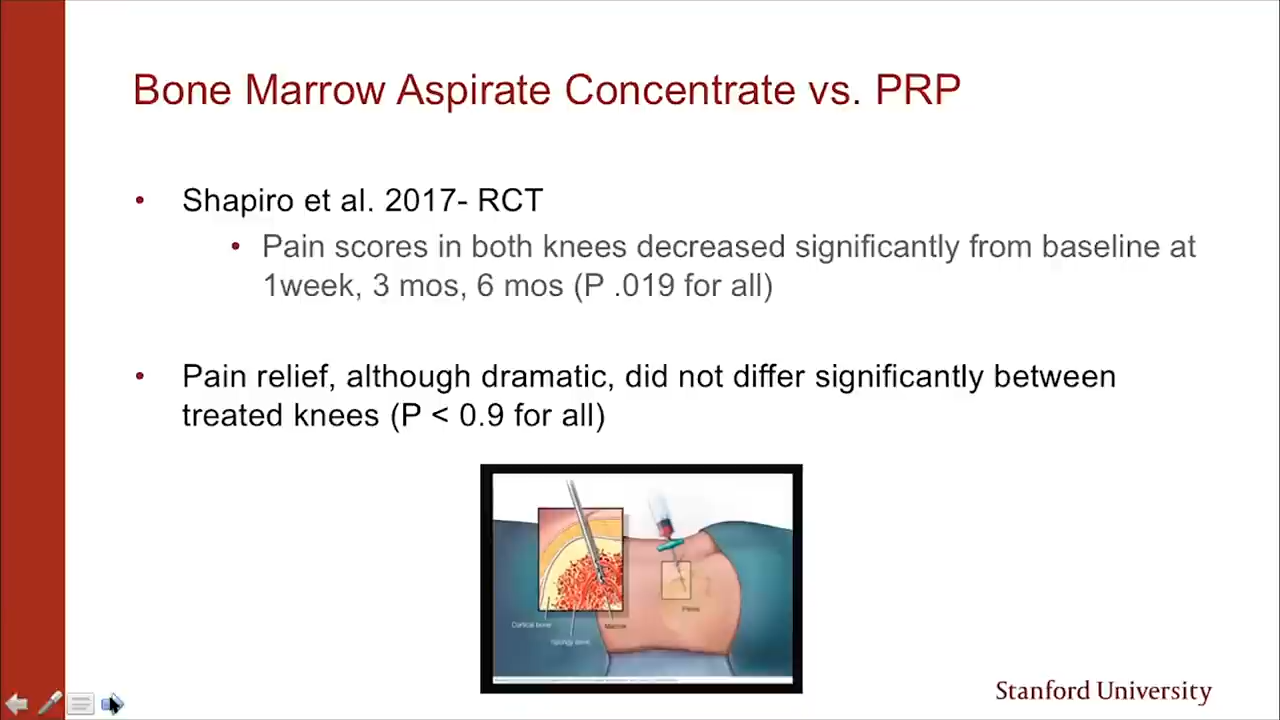 Bone Marrow Aspirate Concentrate vs. PRP
• Shapiro et al. 2017- RCT
• Pain scores in both knees decreased significantly from baseline at
1week, 3 mos, 6 mos (P .019 for all)
• Pain relief, although dramatic, did not differ significantly between
treated knees (P < 0.9 for all)
Cortical bone
Spongy bone
Marrow
Pelvis
Stanford University